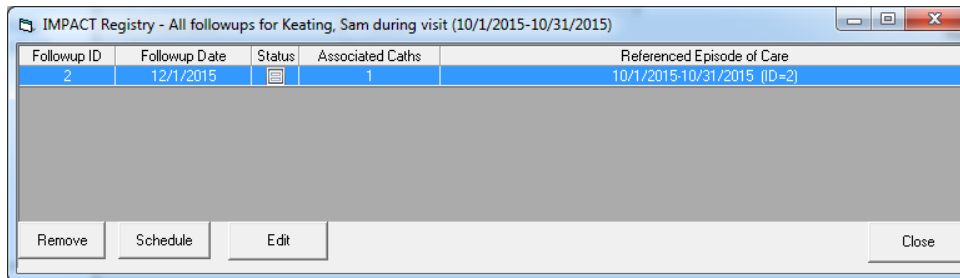 IMPACT Registry - All followups for Keating, Sam during visit (10/1/2015-10/31/2015)
Followup ID Followup Date Status Associated Caths Referenced Episode of Care
2 12/1/2015 1 10/1/2015-10/31/2015 (ID=2)
Remove Schedule Edit Close